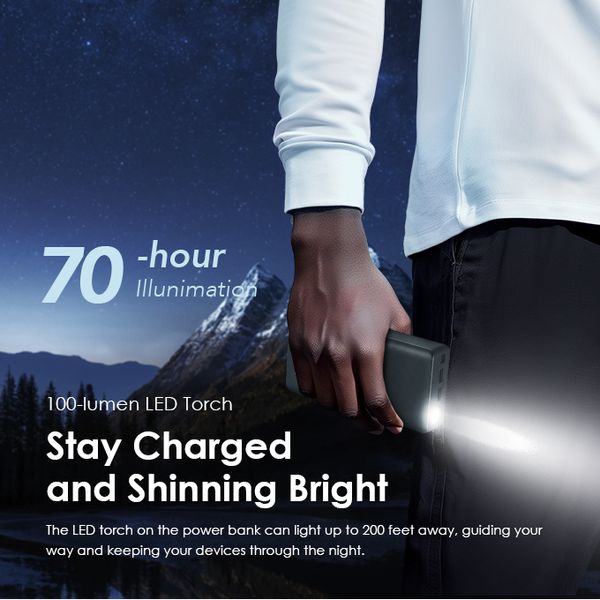 70
-hour
Illunimation
100-lumen LED Torch
Stay Charged
and Shinning Bright
The LED torch on the power bank can light up to 200 feet away, guiding your
way and keeping your devices through the night.